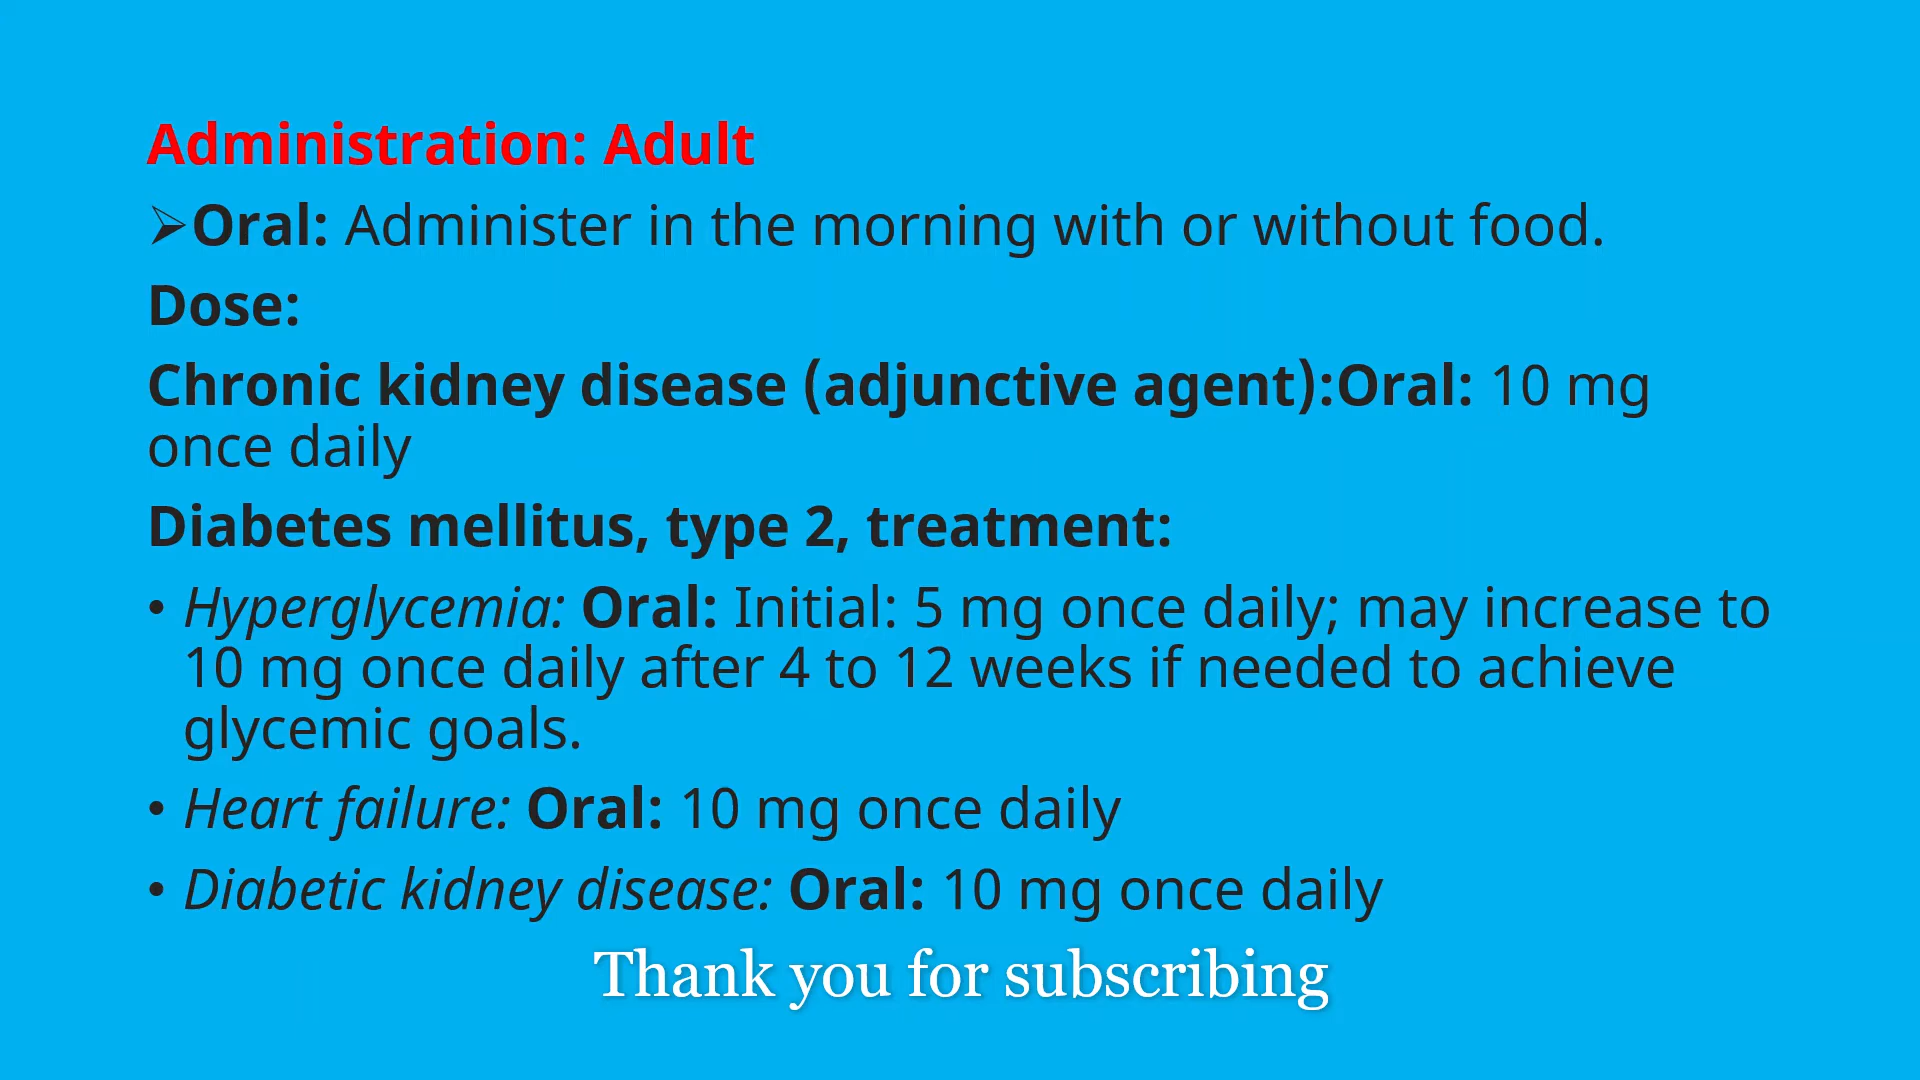 Administration: Adult
➢Oral: Administer in the morning with or without food.
Dose:
Chronic kidney disease (adjunctive agent):Oral: 10 mg
once daily
Diabetes mellitus, type 2, treatment:
• Hyperglycemia: Oral: Initial: 5 mg once daily; may increase to
10 mg once daily after 4 to 12 weeks if needed to achieve
glycemic goals.
• Heart failure: Oral: 10 mg once daily
• Diabetic kidney disease: Oral: 10 mg once daily
Thank you for subscribing